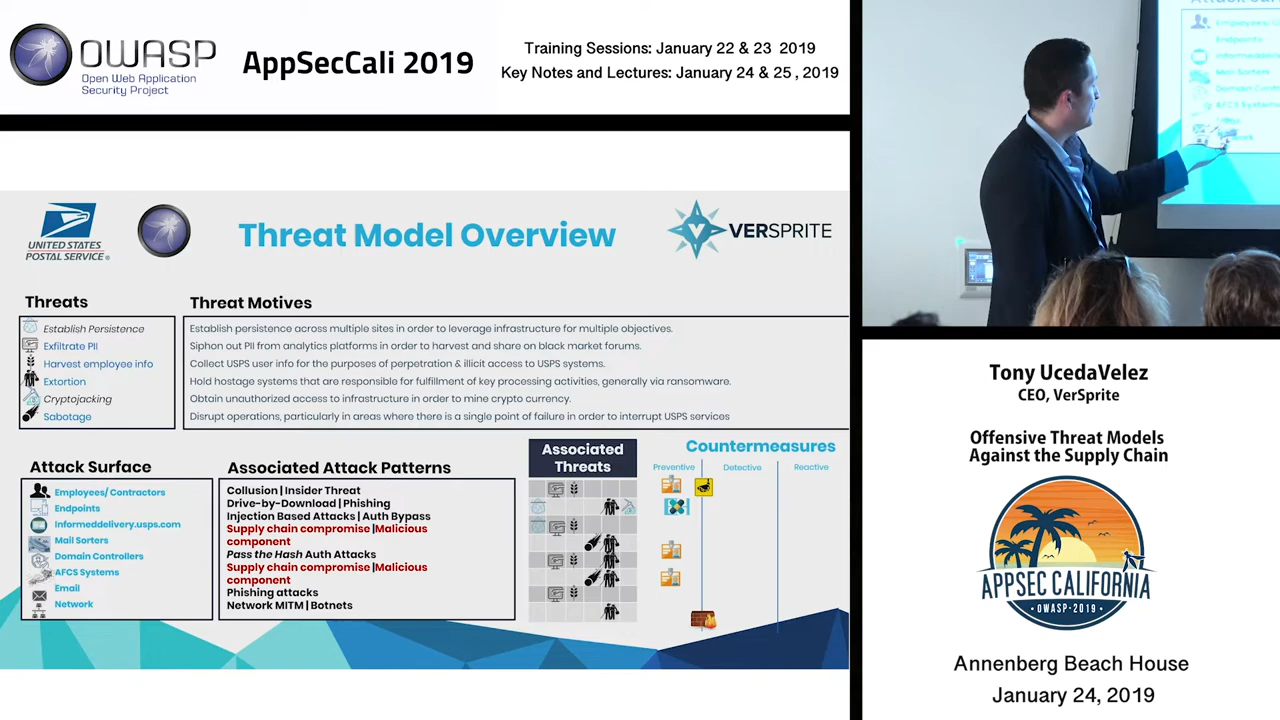 OWASP
Open Web Application
Security Project
AppSecCali 2019
Training Sessions: January 22 & 23 2019
Key Notes and Lectures: January 24 & 25 , 2019
UNITED STATES
POSTAL SERVICE®
Threat Model Overview
VERSPRITE
Threats
Threat Motives
Establish Persistence
Establish persistence across multiple sites in order to leverage infrastructure for multiple objectives.
Exfiltrate PII
Siphon out PII from analytics platforms in order to harvest and share on black market forums.
Harvest employee info
Collect USPS user info for the purposes of perpetration & illicit access to USPS systems.
Extortion
Hold hostage systems that are responsible for fulfillment of key processing activities, generally via ransomware.
Cryptojacking
Obtain unauthorized access to infrastructure in order to mine crypto currency.
Sabotage
Disrupt operations, particularly in areas where there is a single point of failure in order to interrupt USPS services
Attack Surface
Employees/ Contractors
Endpoints
Informeddelivery.usps.com
Mail Sorters
Domain Controllers
AFCS Systems
Email
Network
Associated Attack Patterns
Collusion | Insider Threat
Drive-by-Download | Phishing
Injection Based Attacks | Auth Bypass
Supply chain compromise |Malicious
component
Pass the Hash Auth Attacks
Supply chain compromise |Malicious
component
Phishing attacks
Network MITM | Botnets
Associated
Threats
Countermeasures
Preventive
Detective
Reactive
Endpoints
Mail Sorters
AFCS Systems
Tony UcedaVelez
CEO, VerSprite
Offensive Threat Models
Against the Supply Chain
APPSEC CALIFORNIA
OWASP-2019
Annenberg Beach House
January 24, 2019